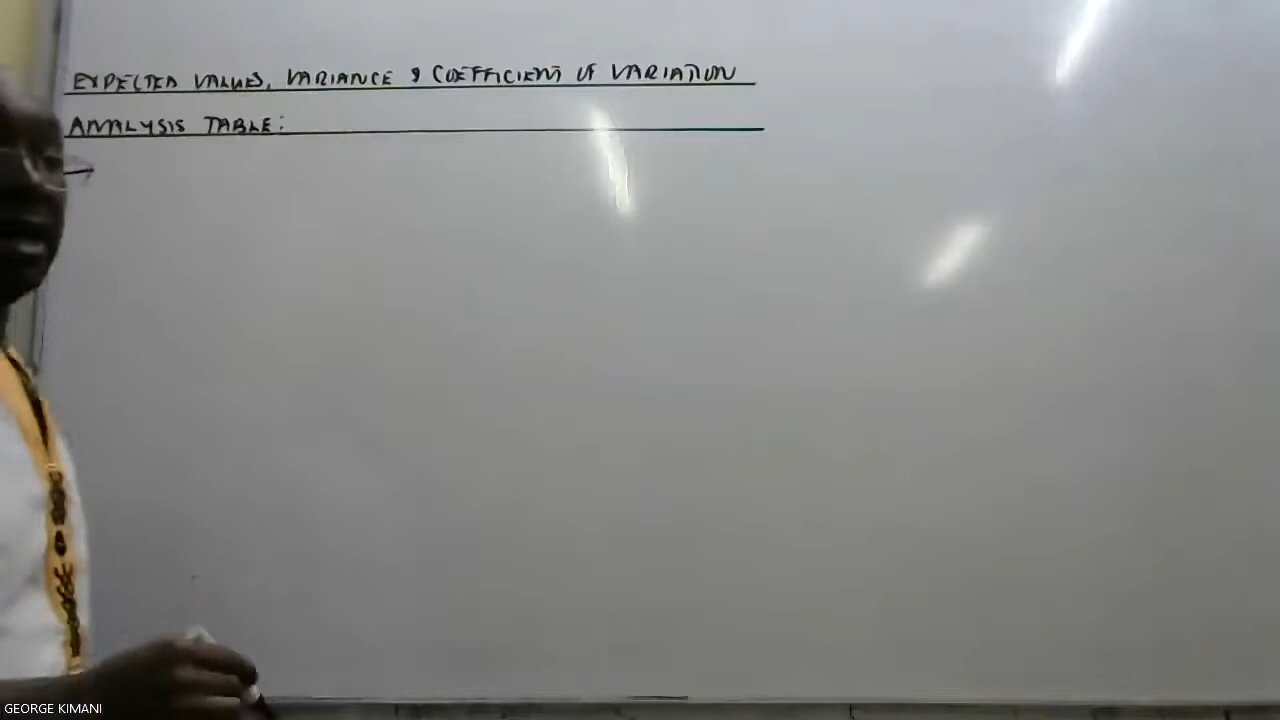 EXPECTED VALUES, VARIANCE & COEFFICIENT OF VARIATION
ANALYSIS TABLE:
GEORGE KIMANI